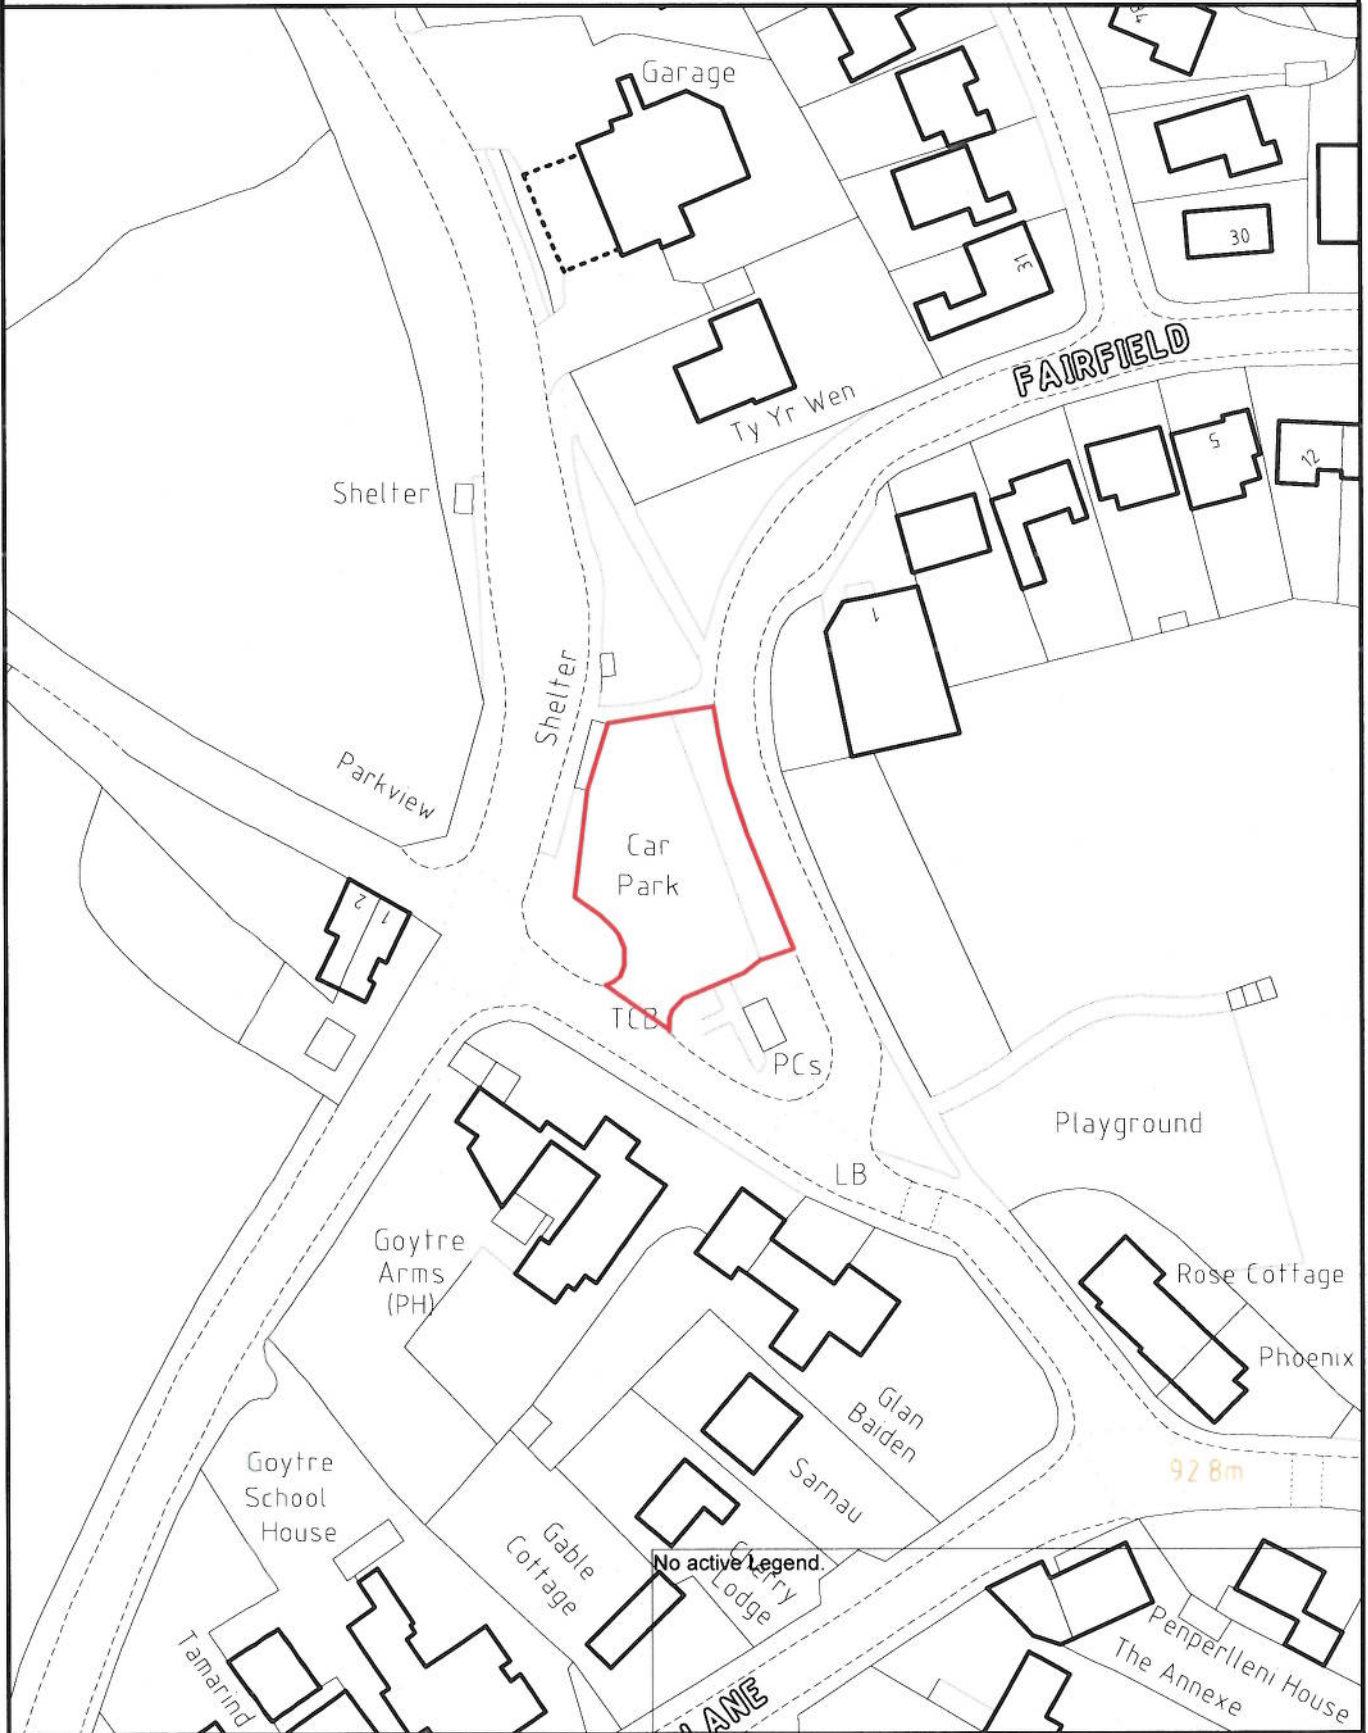 Garage
30
31
FAIRFIELD
Ty Yr Wen
5
12
Shelter
1
Shelter
Parkview
Car
Park
2
1
TCB
PCs
Playground
LB
Goytre
Arms
(PH)
Rose Cottage
Phoenix
Glan
Baiden
Goytre
School
House
92 8m
Sarnau
Gable
Cottage
No active Legend.
Cherry
Lodge
Tamarind
Penperlleni House
The Annexe
LANE